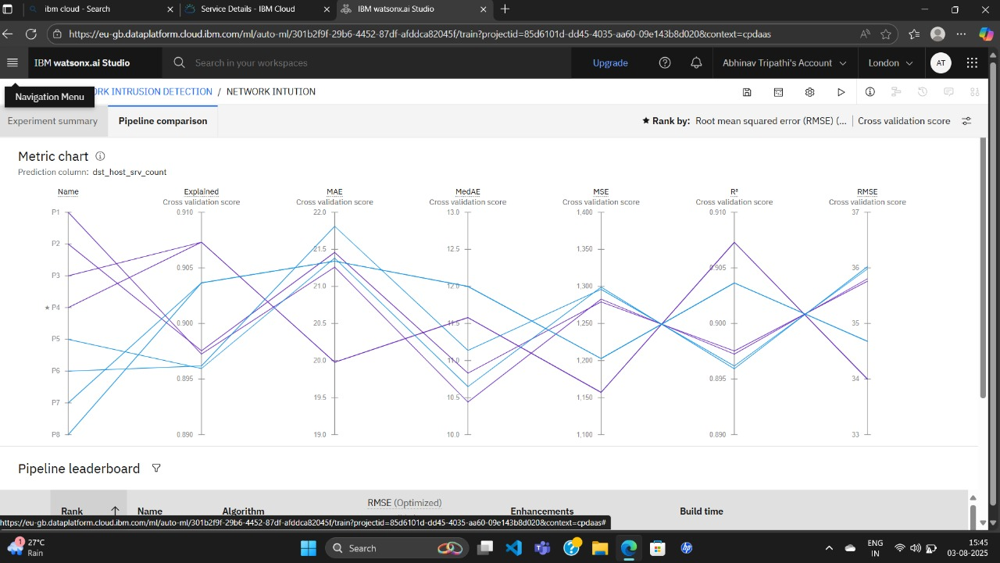 ibm cloud - Search
Service Details - IBM Cloud
IBM watsonx.ai Studio
https://eu-gb.dataplatform.cloud.ibm.com/ml/auto-ml/301b2f9f-29b6-4452-87df-afddca82045f/train?projectid=85d6101d-dd45-4035-aa60-09e143b8d020&context=cpdaas
IBM watsonx.ai Studio
Search in your workspaces
Upgrade
Abhinav Tripathi's Account
London
AT
Navigation Menu
ORK INTRUSION DETECTION / NETWORK INTUTION
Experiment summary
Pipeline comparison
Rank by: Root mean squared error (RMSE) (... | Cross validation score
Metric chart
Prediction column: dst_host_srv_count
Name Explained MAE MedAE MSE R² RMSE
Cross validation score Cross validation score Cross validation score Cross validation score Cross validation score Cross validation score
P1 0.910 22.0 13.0 1,400 0.910 37
P2 21.5 12.5 1,350
P3 0.905 21.0 12.0 1,300 0.905 36
P4 0.900 20.5 11.5 1,250 0.900 35
P5 20.0 11.0 1,200
P6 0.895 0.895 34
P7 19.5 10.5 1,150
P8 0.890 19.0 10.0 1,100 0.890 33
Pipeline leaderboard
RMSE (Optimized)
Rank Name Algorithm Enhancements Build time
https://eu-gb.dataplatform.cloud.ibm.com/ml/auto-ml/301b2f9f-29b6-4452-87df-afddca82045f/train?projectid=85d6101d-dd45-4035-aa60-09e143b8d020&context=cpdaas#
1
27°C
Rain
Search
ENG
IN
15:45
03-08-2025